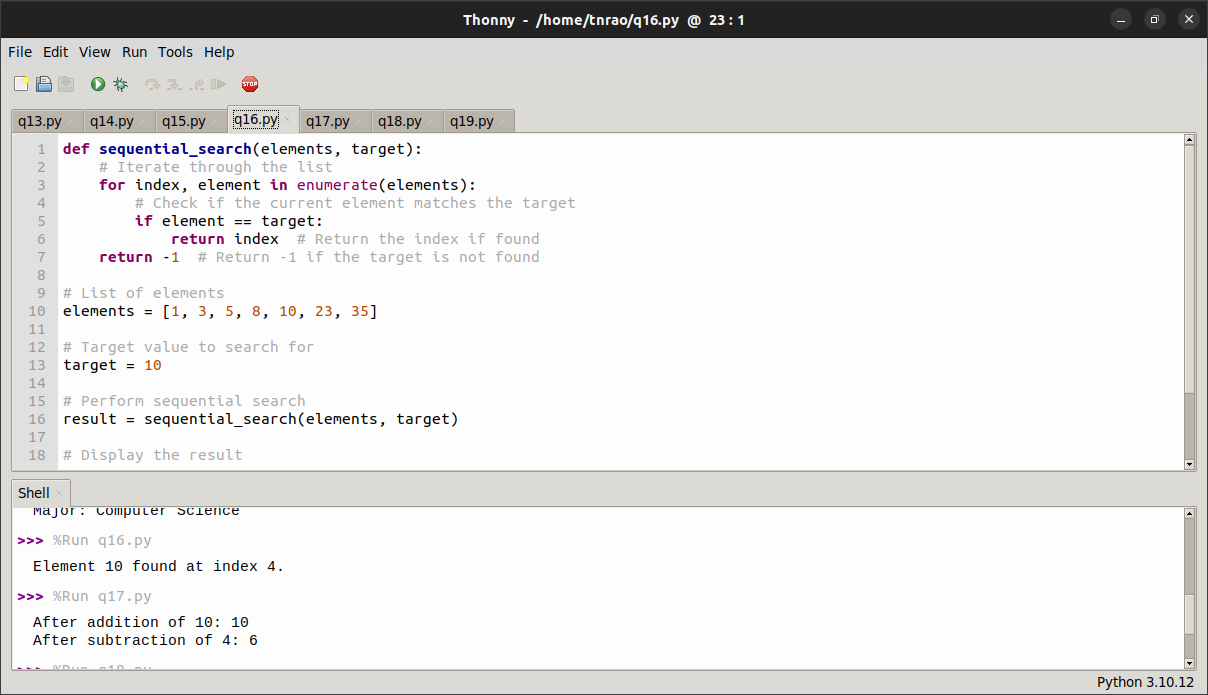 Thonny - /home/tnrao/q16.py @ 23 : 1
File Edit View Run Tools Help
STOP
q13.py q14.py q15.py q16.py q17.py q18.py q19.py
1 def sequential_search(elements, target):
2     # Iterate through the list
3     for index, element in enumerate(elements):
4         # Check if the current element matches the target
5         if element == target:
6             return index  # Return the index if found
7     return -1  # Return -1 if the target is not found
8
9 # List of elements
10 elements = [1, 3, 5, 8, 10, 23, 35]
11
12 # Target value to search for
13 target = 10
14
15 # Perform sequential search
16 result = sequential_search(elements, target)
17
18 # Display the result
Shell
Major: Computer Science
>>> %Run q16.py
Element 10 found at index 4.
>>> %Run q17.py
After addition of 10: 10
After subtraction of 4: 6
>>> %Run q18.py
Python 3.10.12